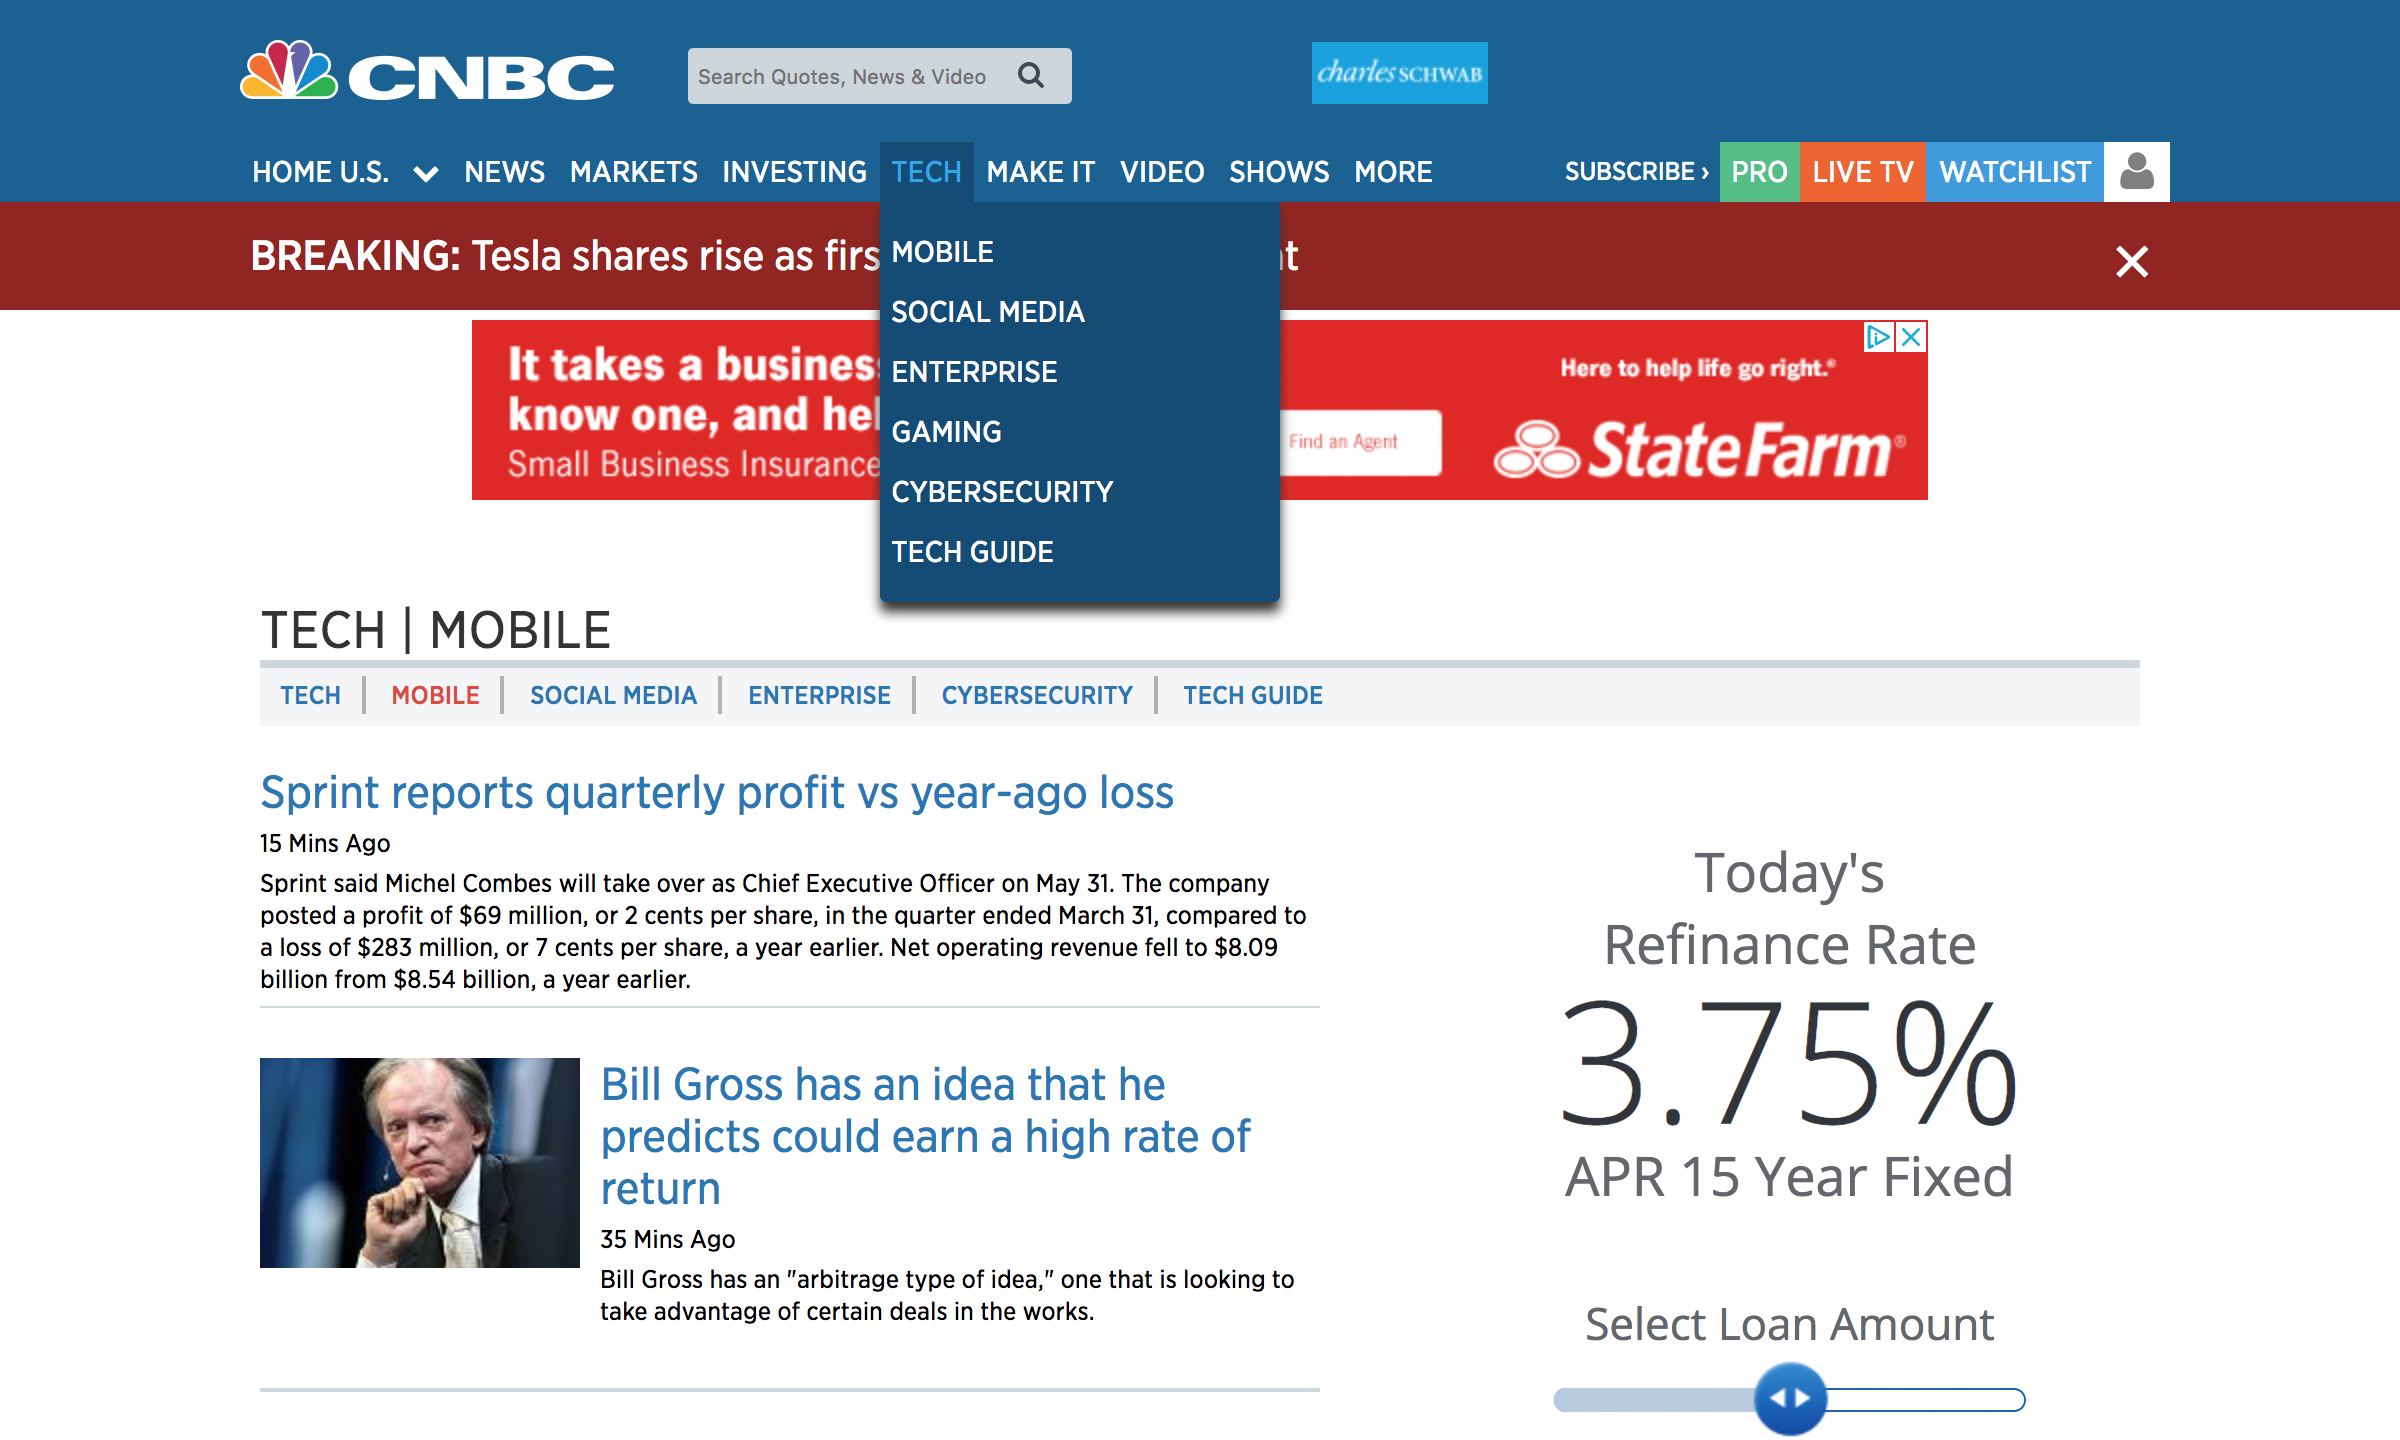 CNBC
Search Quotes, News & Video
charles SCHWAB
HOME U.S. NEWS MARKETS INVESTING TECH MAKE IT VIDEO SHOWS MORE SUBSCRIBE › PRO LIVE TV WATCHLIST
BREAKING: Tesla shares rise as
MOBILE
SOCIAL MEDIA
ENTERPRISE
GAMING
CYBERSECURITY
TECH GUIDE
It takes a
know one, and
Small Business Insurance
Find an Agent
Here to help life go right.®
StateFarm®
TECH | MOBILE
TECH MOBILE SOCIAL MEDIA ENTERPRISE CYBERSECURITY TECH GUIDE
Sprint reports quarterly profit vs year-ago loss
15 Mins Ago
Sprint said Michel Combes will take over as Chief Executive Officer on May 31. The company
posted a profit of $69 million, or 2 cents per share, in the quarter ended March 31, compared to
a loss of $283 million, or 7 cents per share, a year earlier. Net operating revenue fell to $8.09
billion from $8.54 billion, a year earlier.
Bill Gross has an idea that he
predicts could earn a high rate of
return
35 Mins Ago
Bill Gross has an "arbitrage type of idea," one that is looking to
take advantage of certain deals in the works.
Today's
Refinance Rate
3.75%
APR 15 Year Fixed
Select Loan Amount